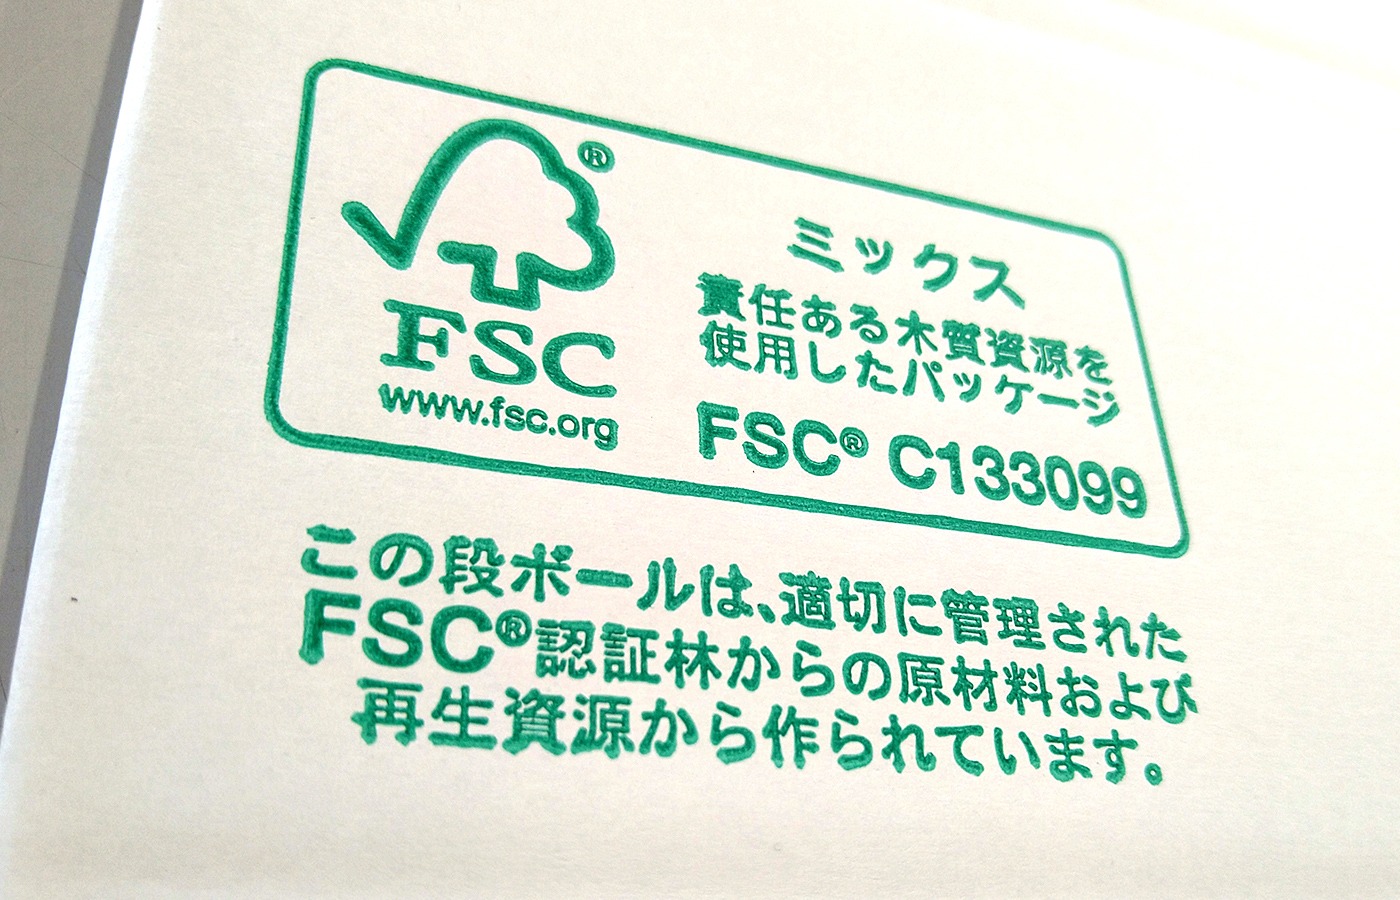 ®
FSC
www.fsc.org
ミックス
責任ある木質資源を
使用したパッケージ
FSC® C133099
この段ボールは、適切に管理された
FSC®認証林からの原材料および
再生資源から作られています。